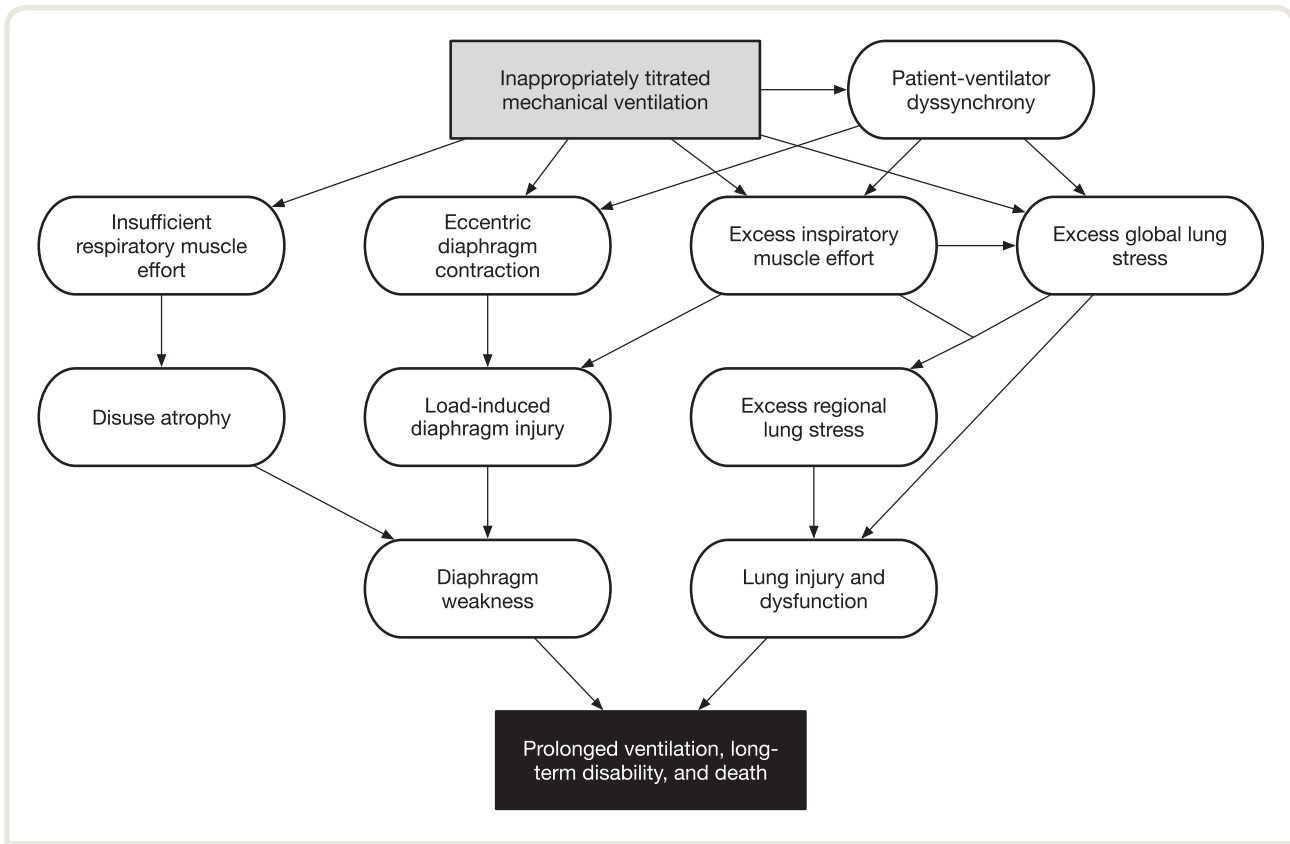 Inappropriately titrated
mechanical ventilation
Patient-ventilator
dyssynchrony
Insufficient
respiratory muscle
effort
Eccentric
diaphragm
contraction
Excess inspiratory
muscle effort
Excess global lung
stress
Disuse atrophy
Load-induced
diaphragm injury
Excess regional
lung stress
Diaphragm
weakness
Lung injury and
dysfunction
Prolonged ventilation, long-
term disability, and death